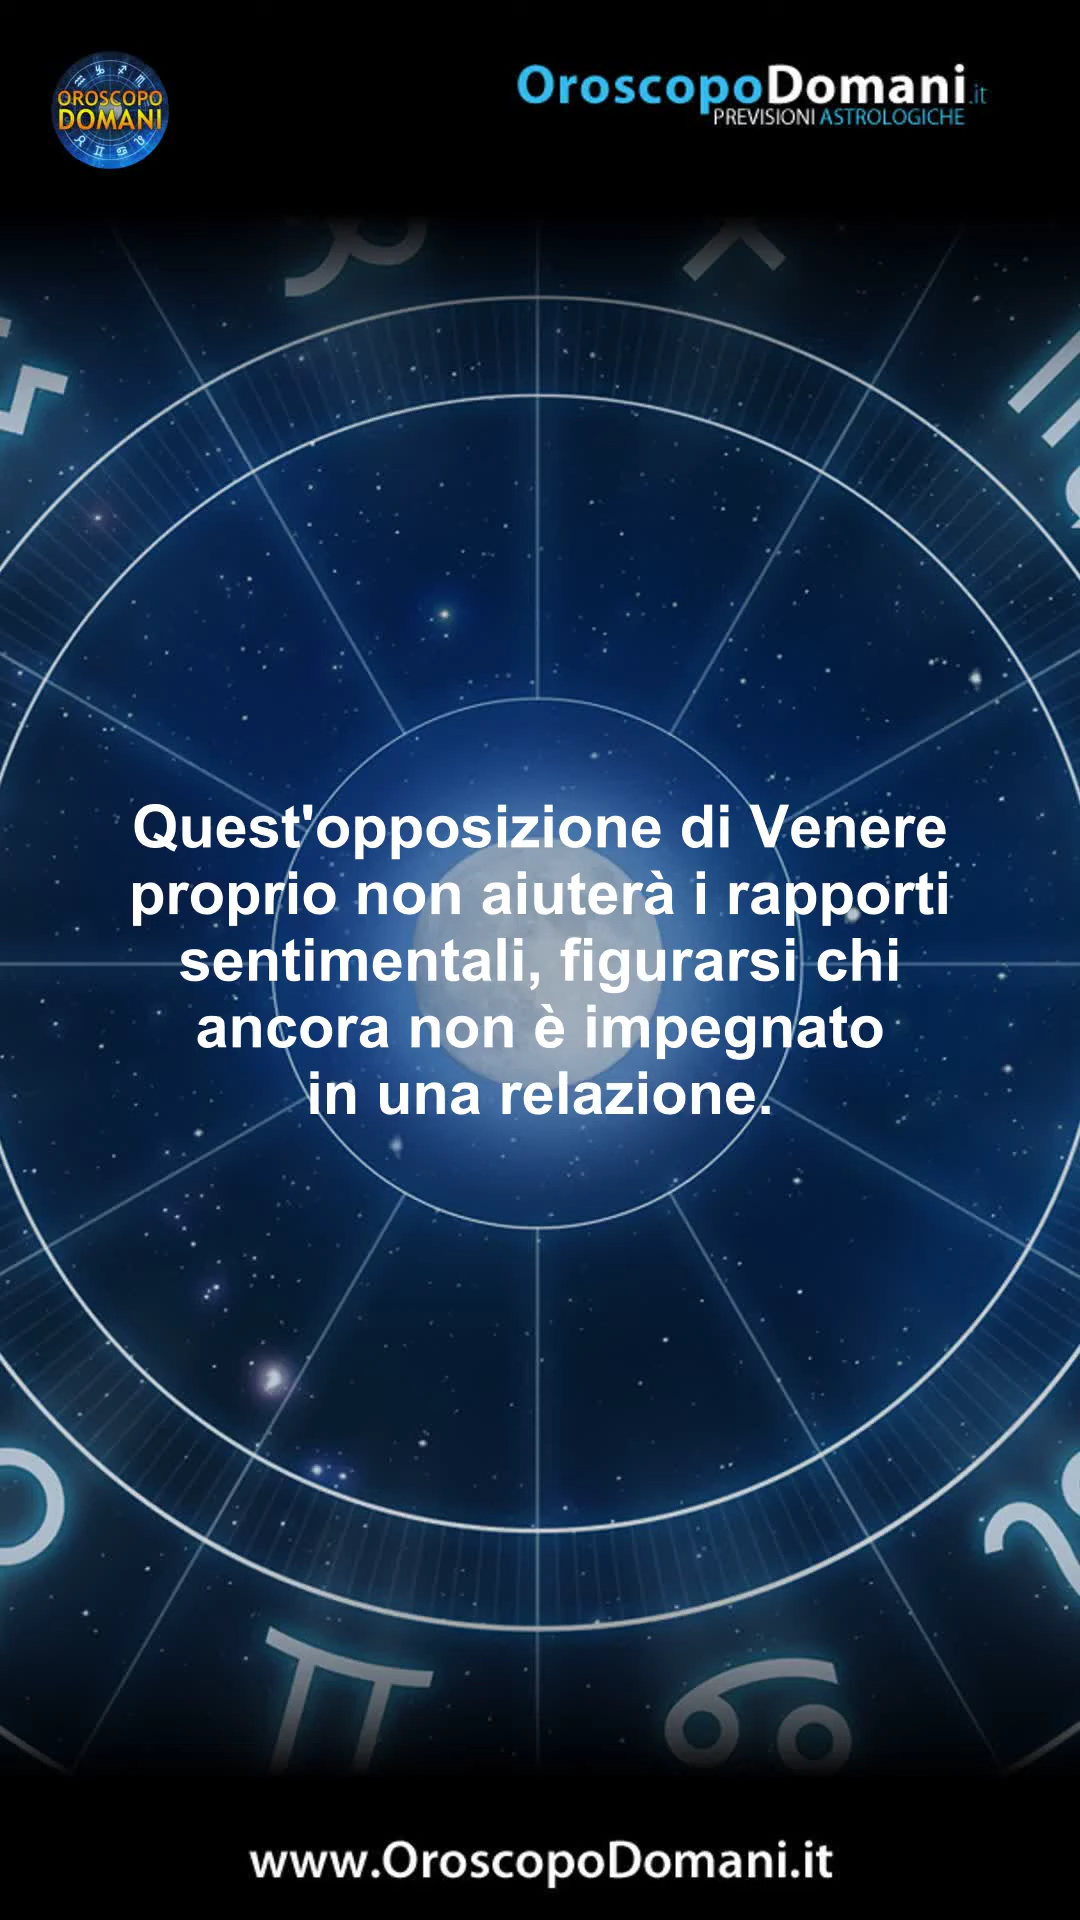 OROSCOPO
DOMANI
OroscopoDomani.it
PREVISIONI ASTROLOGICHE
Quest'opposizione di Venere
proprio non aiuterà i rapporti
sentimentali, figurarsi chi
ancora non è impegnato
in una relazione.
www.OroscopoDomani.it